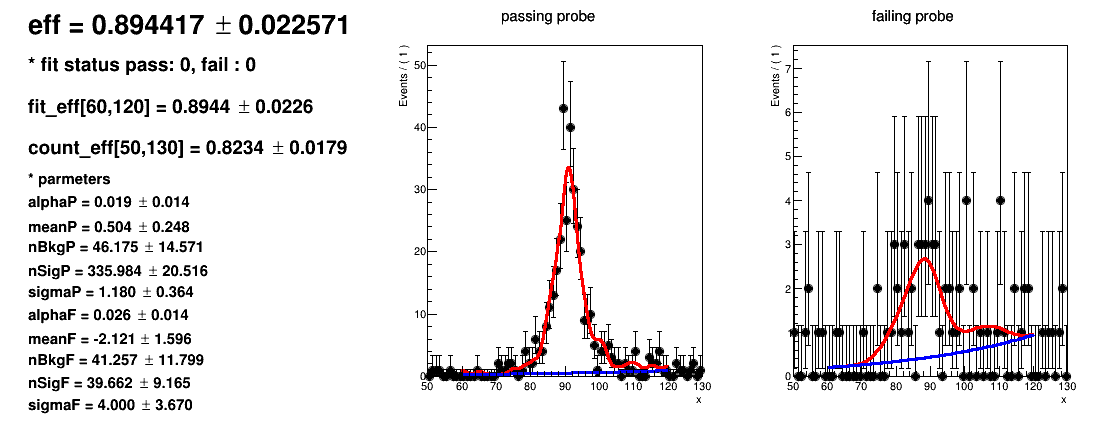 eff = 0.894417 ± 0.022571
* fit status pass: 0, fail : 0
fit_eff[60,120] = 0.8944 ± 0.0226
count_eff[50,130] = 0.8234 ± 0.0179
* parmeters
alphaP = 0.019 ± 0.014
meanP = 0.504 ± 0.248
nBkgP = 46.175 ± 14.571
nSigP = 335.984 ± 20.516
sigmaP = 1.180 ± 0.364
alphaF = 0.026 ± 0.014
meanF = -2.121 ± 1.596
nBkgF = 41.257 ± 11.799
nSigF = 39.662 ± 9.165
sigmaF = 4.000 ± 3.670
passing probe
Events / ( 1 )
50
40
30
20
10
0
50 60 70 80 90 100 110 120 130
x
failing probe
Events / ( 1 )
7
6
5
4
3
2
1
0
50 60 70 80 90 100 110 120 130
x